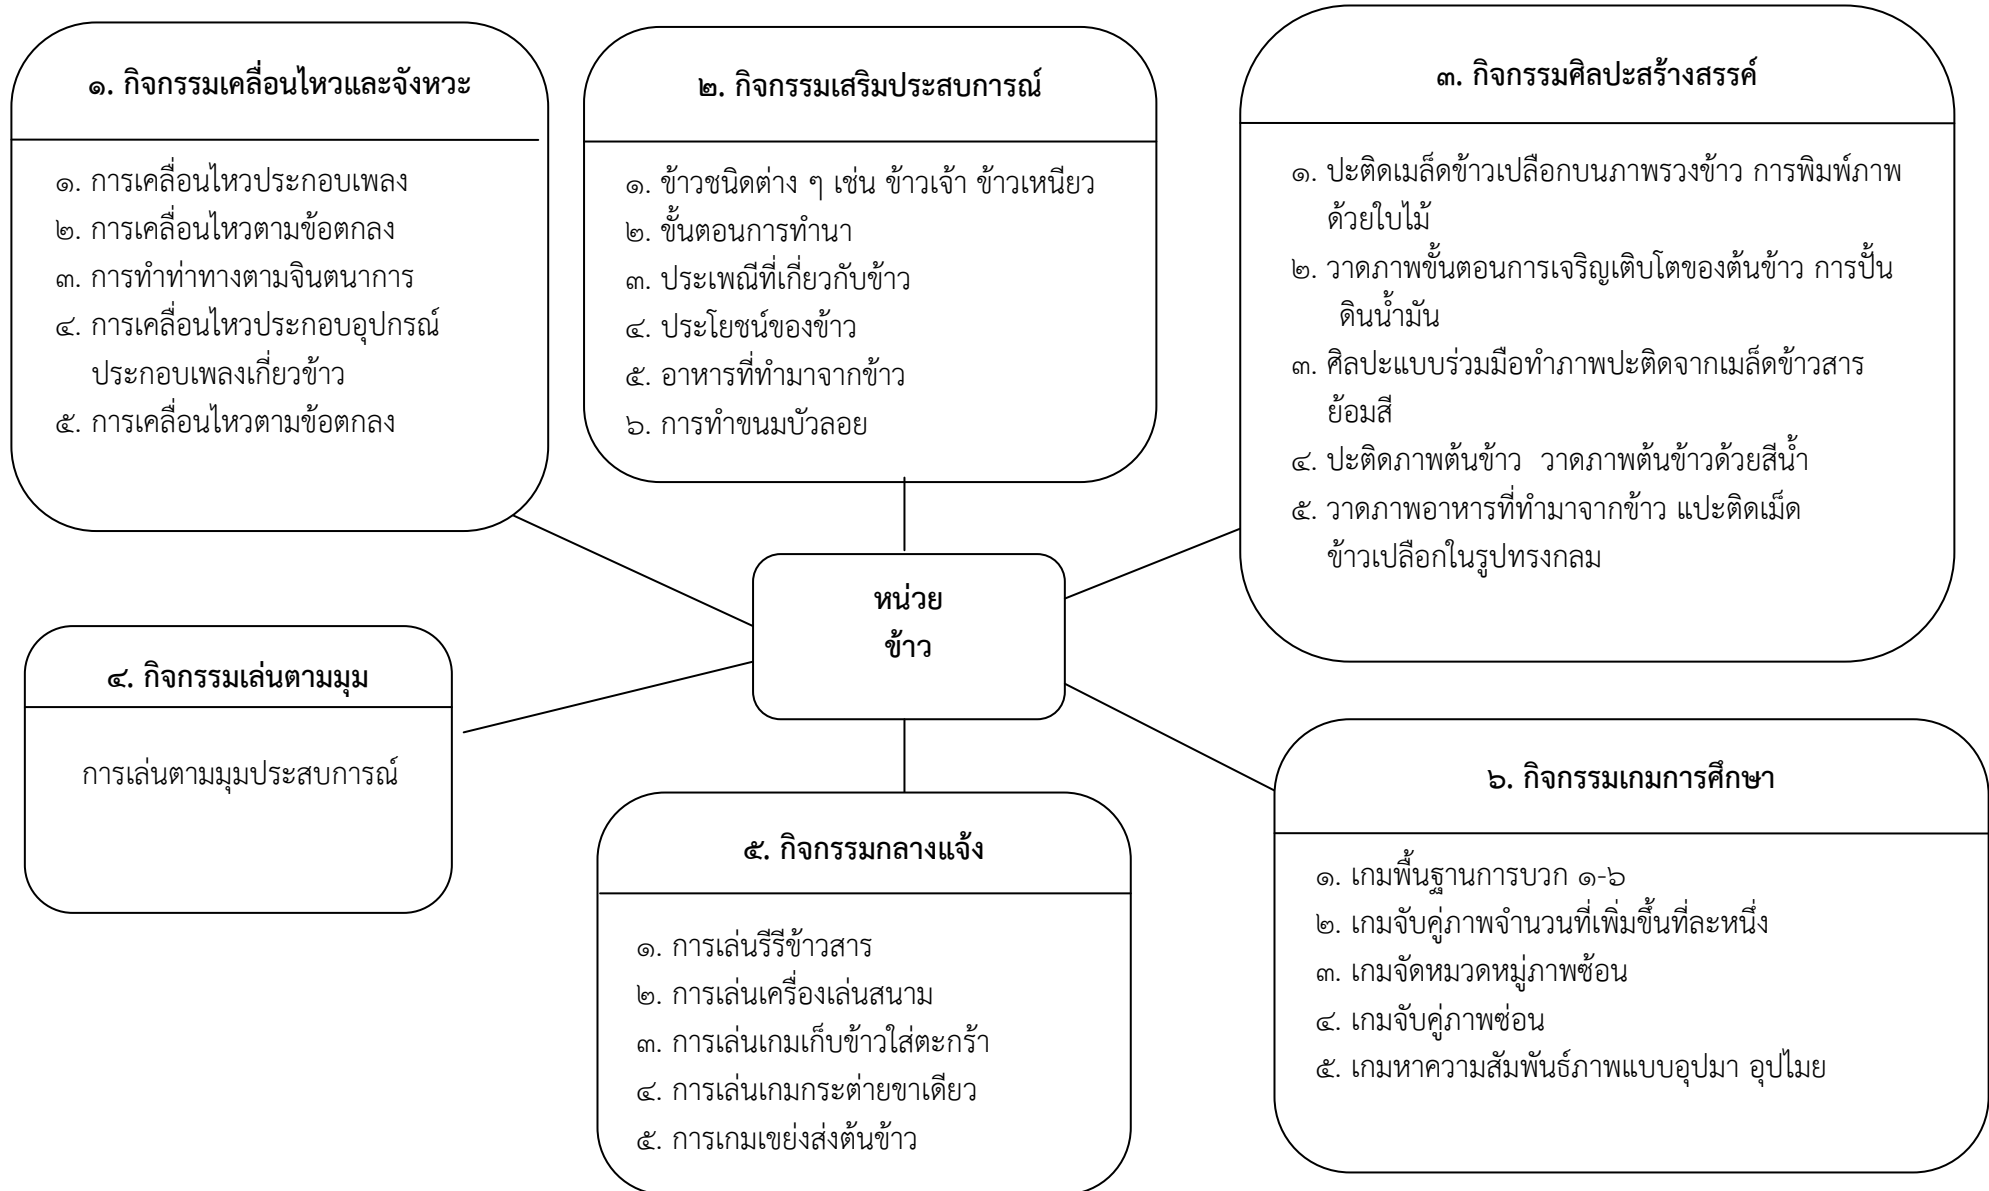 ๑. กิจกรรมเคลื่อนไหวและจังหวะ
๑. การเคลื่อนไหวประกอบเพลง
๒. การเคลื่อนไหวตามข้อตกลง
๓. การทำท่าทางตามจินตนาการ
๔. การเคลื่อนไหวประกอบอุปกรณ์
ประกอบเพลงเกี่ยวข้าว
๕. การเคลื่อนไหวตามข้อตกลง
๒. กิจกรรมเสริมประสบการณ์
๑. ข้าวชนิดต่าง ๆ เช่น ข้าวเจ้า ข้าวเหนียว
๒. ขั้นตอนการทำนา
๓. ประเพณีที่เกี่ยวกับข้าว
๔. ประโยชน์ของข้าว
๕. อาหารที่ทำมาจากข้าว
๖. การทำขนมบัวลอย
๓. กิจกรรมศิลปะสร้างสรรค์
๑. ปะติดเมล็ดข้าวเปลือกบนภาพรวงข้าว การพิมพ์ภาพ
ด้วยใบไม้
๒. วาดภาพขั้นตอนการเจริญเติบโตของต้นข้าว การปั้น
ดินน้ำมัน
๓. ศิลปะแบบร่วมมือทำภาพปะติดจากเมล็ดข้าวสาร
ย้อมสี
๔. ปะติดภาพต้นข้าว วาดภาพต้นข้าวด้วยสีน้ำ
๕. วาดภาพอาหารที่ทำมาจากข้าว แปะติดเม็ด
ข้าวเปลือกในรูปทรงกลม
หน่วย
ข้าว
๔. กิจกรรมเล่นตามมุม
การเล่นตามมุมประสบการณ์
๕. กิจกรรมกลางแจ้ง
๑. การเล่นรีรีข้าวสาร
๒. การเล่นเครื่องเล่นสนาม
๓. การเล่นเกมเก็บข้าวใส่ตะกร้า
๔. การเล่นเกมกระต่ายขาเดียว
๕. การเกมเขย่งส่งต้นข้าว
๖. กิจกรรมเกมการศึกษา
๑. เกมพื้นฐานการบวก ๑-๖
๒. เกมจับคู่ภาพจำนวนที่เพิ่มขึ้นที่ละหนึ่ง
๓. เกมจัดหมวดหมู่ภาพซ้อน
๔. เกมจับคู่ภาพซ่อน
๕. เกมหาความสัมพันธ์ภาพแบบอุปมา อุปไมย